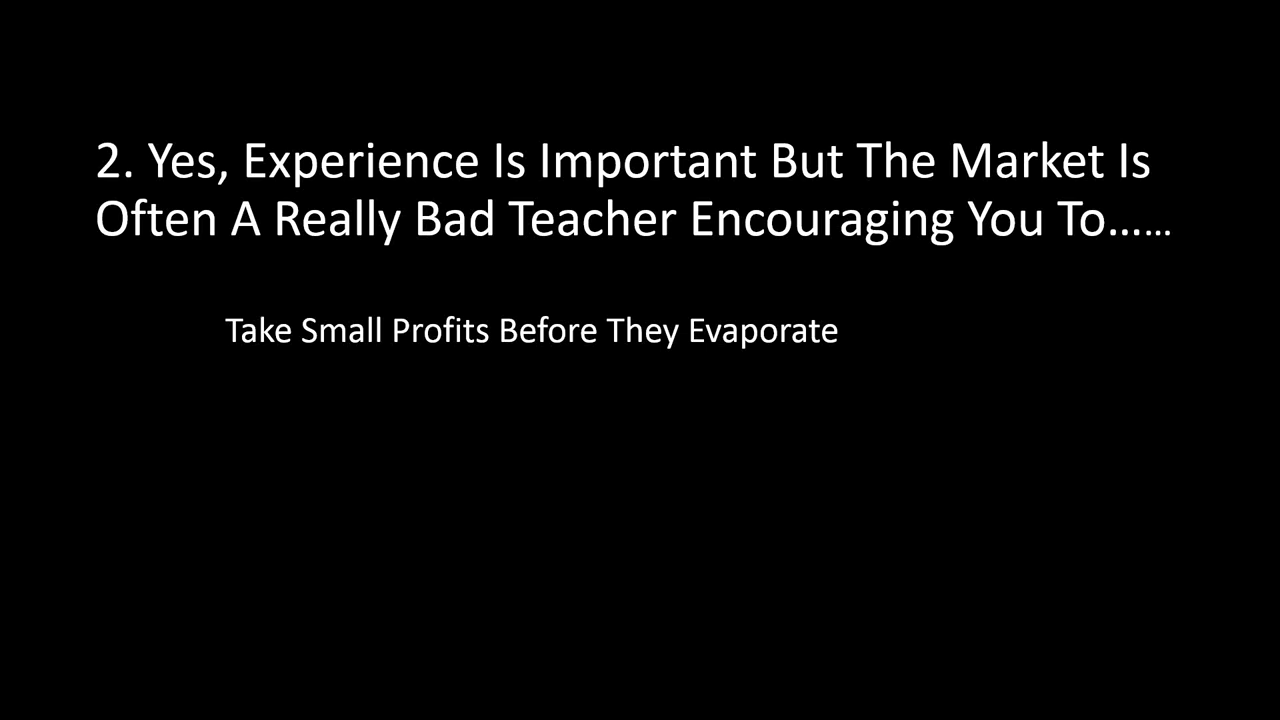 2. Yes, Experience Is Important But The Market Is
Often A Really Bad Teacher Encouraging You To……
Take Small Profits Before They Evaporate